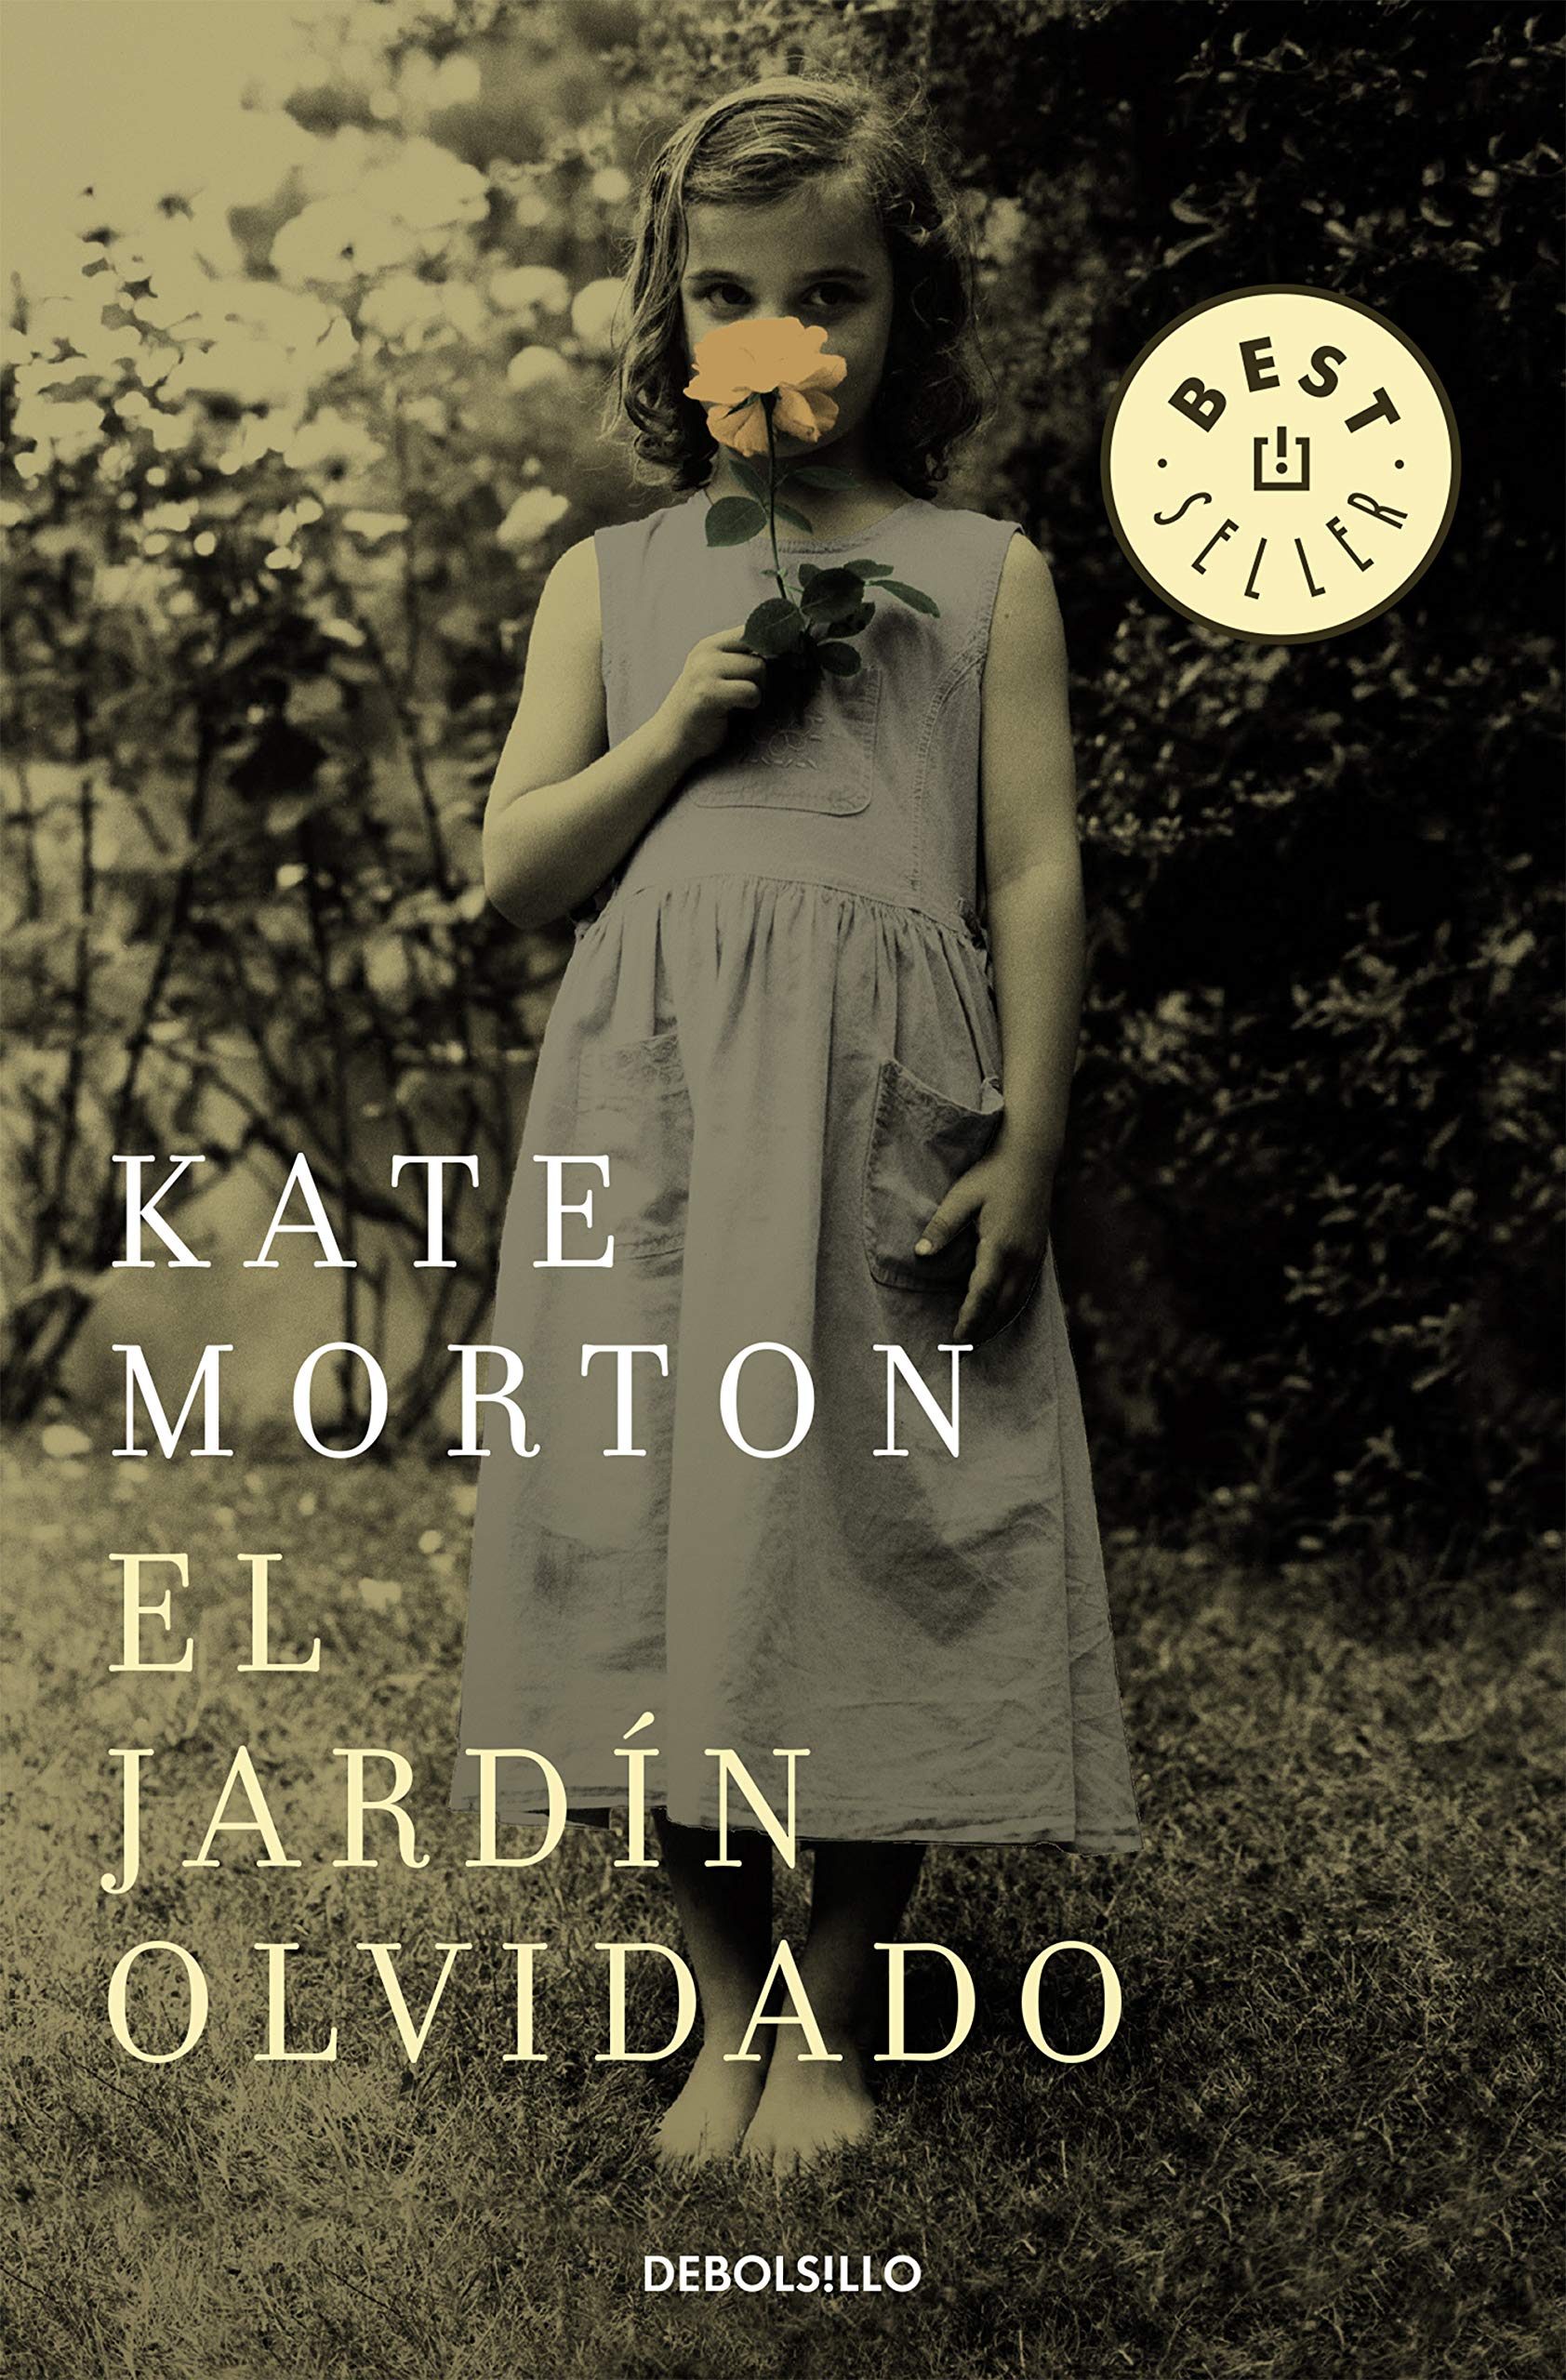 BEST
SELLER
KATE
MORTON
EL
JARDÍN
OLVIDADO
DEBOLS!LLO